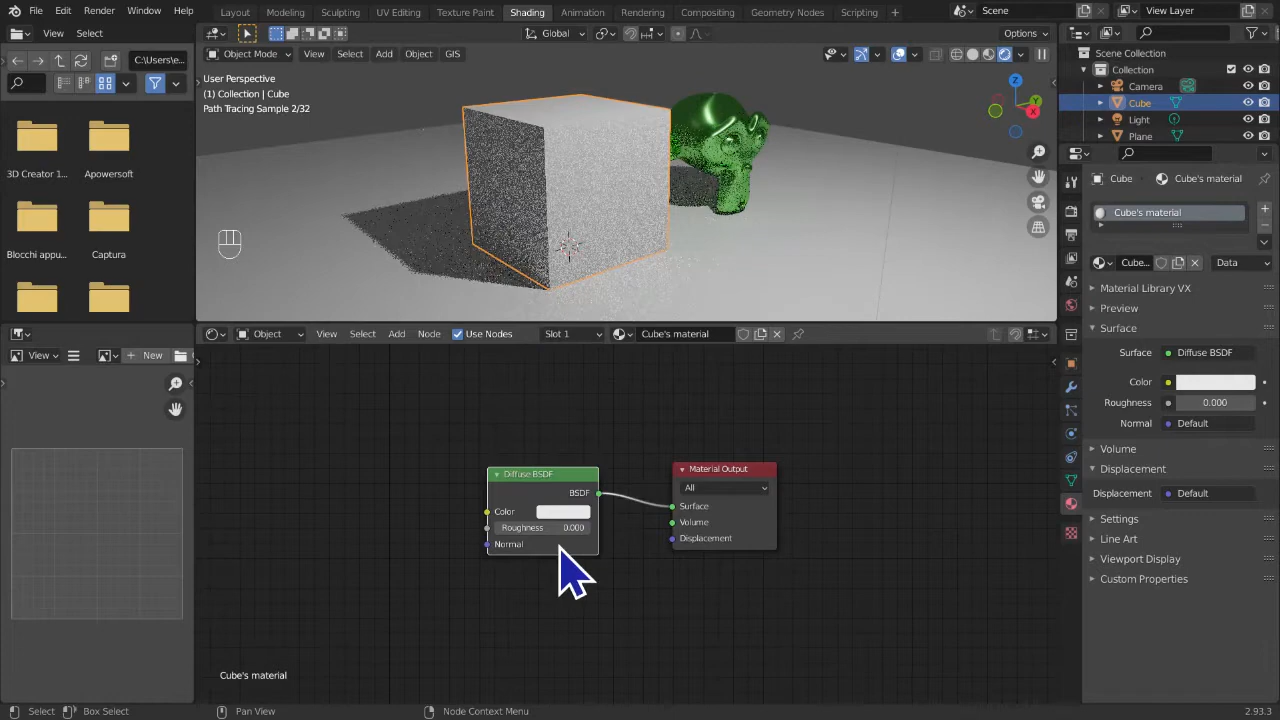 File Edit Render Window Help
Layout Modeling Sculpting UV Editing Texture Paint Shading Animation Rendering Compositing Geometry Nodes Scripting +
Scene
View Layer
View Select
Global
Options
C:\Users\e...
Object Mode View Select Add Object GIS
User Perspective
(1) Collection | Cube
Path Tracing Sample 2/32
Z
Y
X
3D Creator 1...
Apowersoft
Blocchi appu...
Captura
Scene Collection
Collection
Camera
Cube
Light
Plane
Cube
Cube's material
Cube's material
Cube...
Data
Material Library VX
Preview
Surface
Surface Diffuse BSDF
Color
Roughness 0.000
Normal Default
Volume
Displacement
Displacement Default
Settings
Line Art
Viewport Display
Custom Properties
View
New
Object View Select Add Node Use Nodes Slot 1 Cube's material
Diffuse BSDF
BSDF
Color
Roughness 0.000
Normal
Material Output
All
Surface
Volume
Displacement
Cube's material
Select Box Select Pan View Node Context Menu 2.93.3